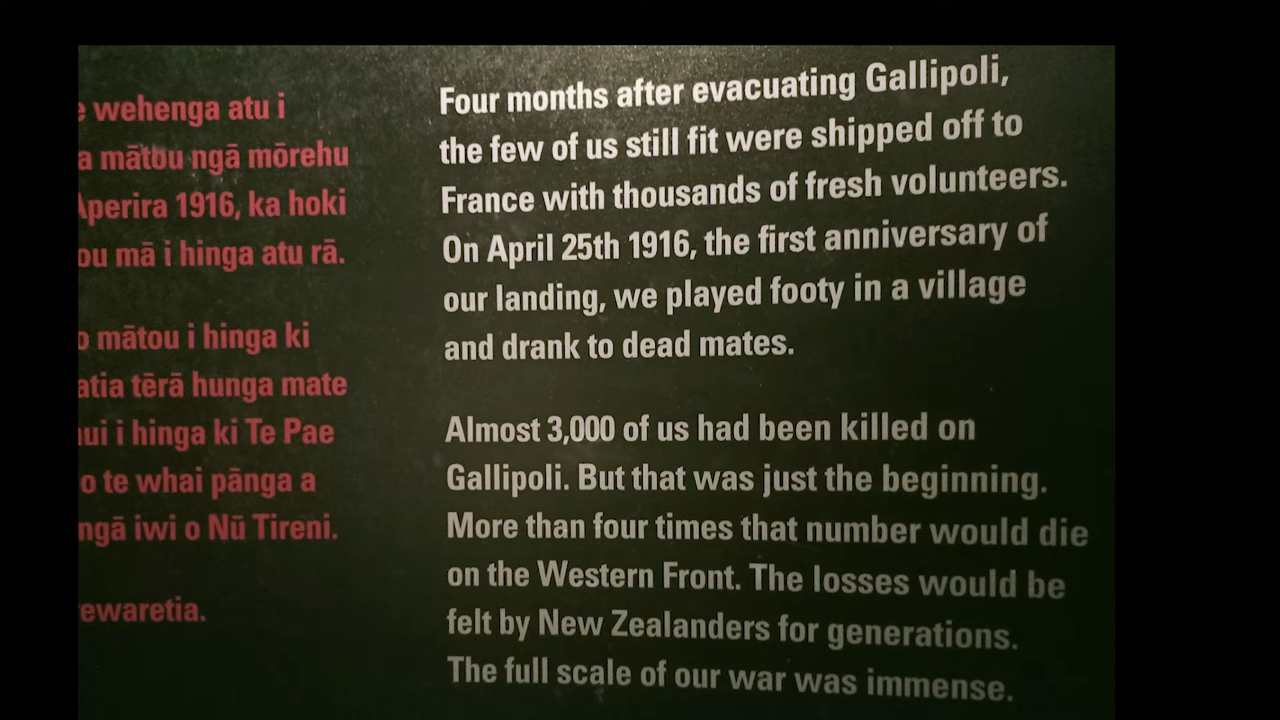 wehenga atu i
mātou ngā mōrehu
Aperira 1916, ka hoki
mā i hinga atu rā.
mātou i hinga ki
tērā hunga mate
i hinga ki Te Pae
o te whai pānga a
ngā iwi o Nū Tireni.
Four months after evacuating Gallipoli,
the few of us still fit were shipped off to
France with thousands of fresh volunteers.
On April 25th 1916, the first anniversary of
our landing, we played footy in a village
and drank to dead mates.
Almost 3,000 of us had been killed on
Gallipoli. But that was just the beginning.
More than four times that number would die
on the Western Front. The losses would be
felt by New Zealanders for generations.
The full scale of our war was immense.